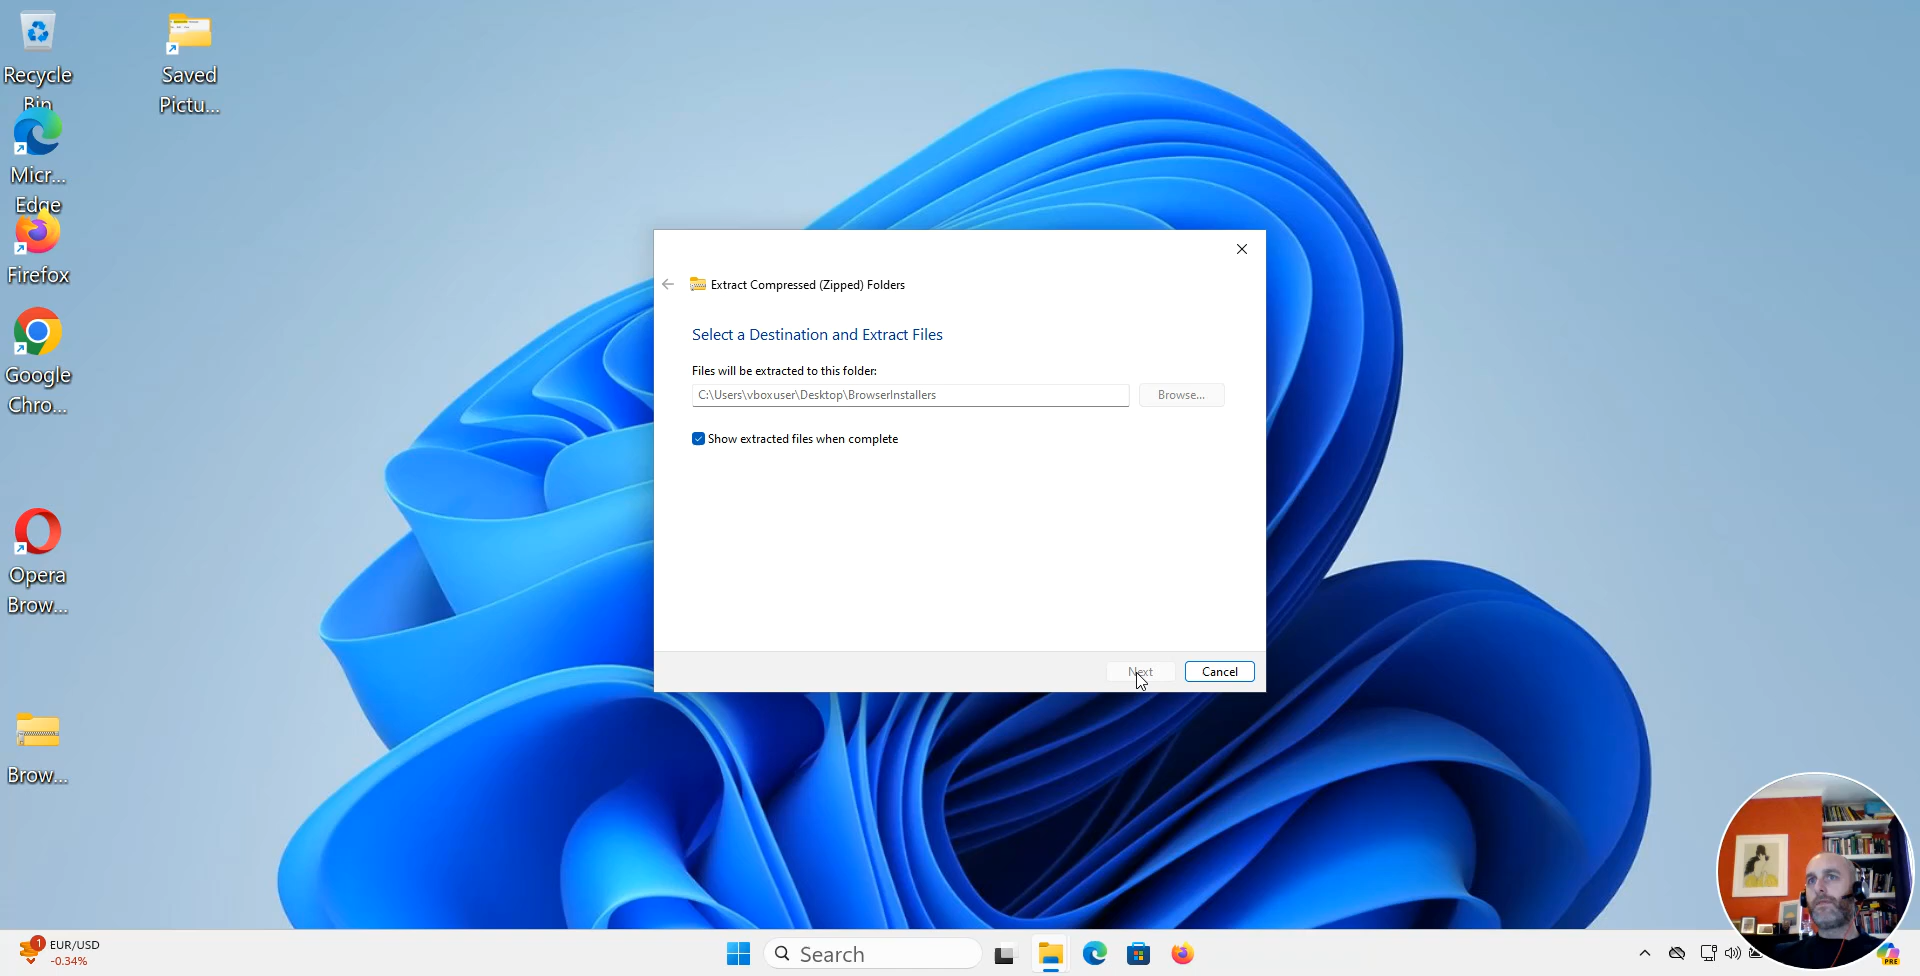 Recycle
Bin
Saved
Pictu...
Micr...
Edge
Firefox
Google
Chro...
Opera
Brow...
Brow...
Extract Compressed (Zipped) Folders
Select a Destination and Extract Files
Files will be extracted to this folder:
C:\Users\vboxuser\Desktop\BrowserInstallers
Browse...
Show extracted files when complete
Next
Cancel
1
EUR/USD
-0.34%
Search
PRE